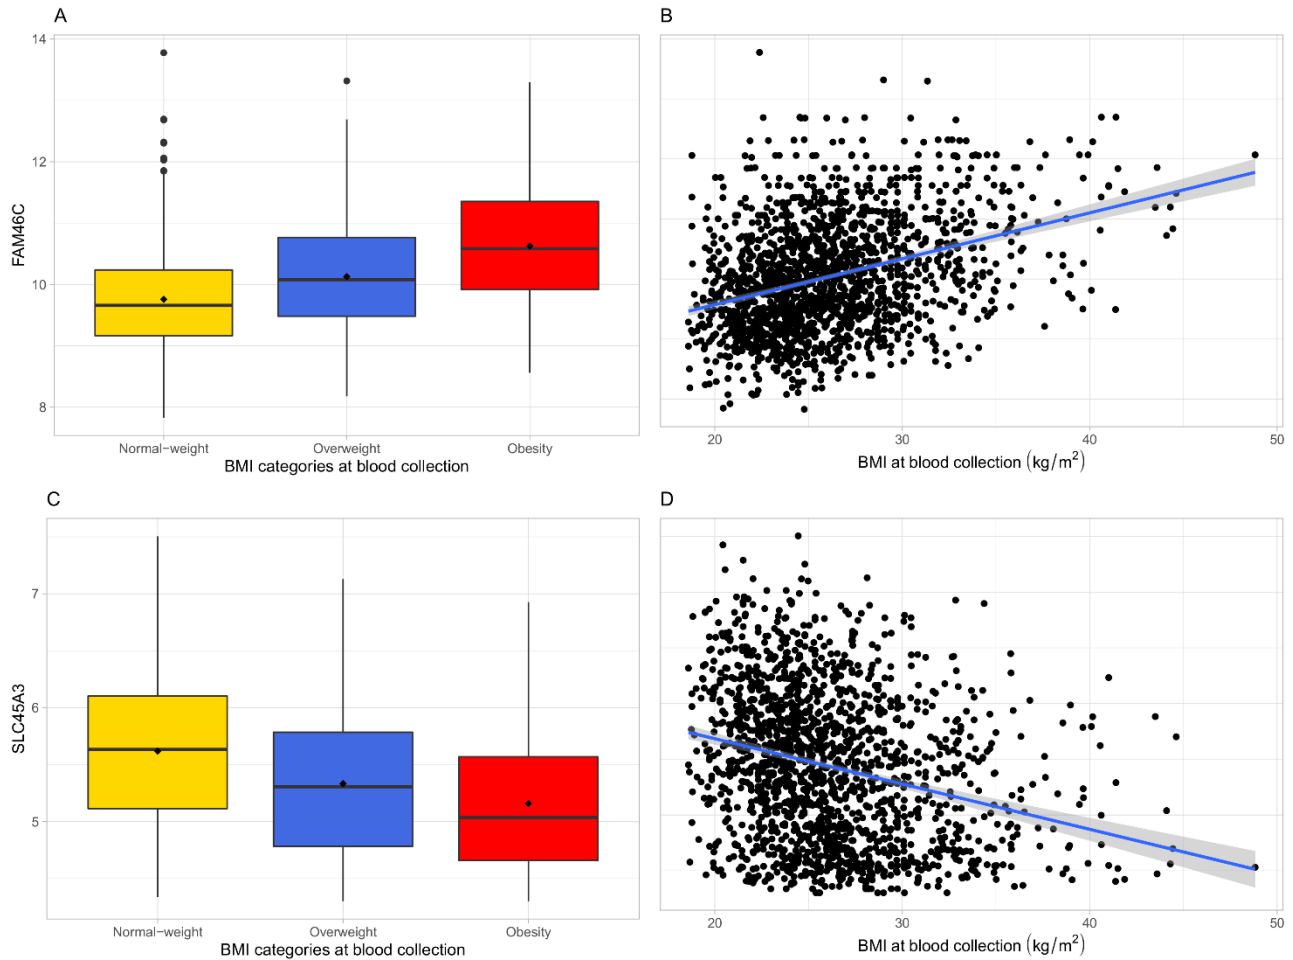 A
FAM46C
14
12
10
8
Normal−weight Overweight Obesity
BMI categories at blood collection
B
20 30 40 50
BMI at blood collection (kg/m²)
C
SLC45A3
7
6
5
Normal−weight Overweight Obesity
BMI categories at blood collection
D
20 30 40 50
BMI at blood collection (kg/m²)